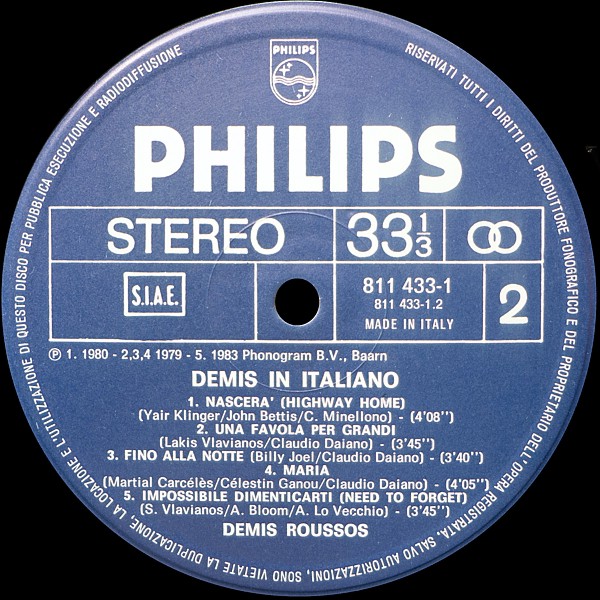 RISERVATI TUTTI I DIRITTI DEL PRODUTTORE FONOGRAFICO E DEL PROPRIETARIO DELL'OPERA REGISTRATA. SALVO AUTORIZZAZIONI, SONO VIETATE LA DUPLICAZIONE, LA LOCAZIONE E L'UTILIZZAZIONE DI QUESTO DISCO PER PUBBLICA ESECUZIONE E RADIODIFFUSIONE
PHILIPS
PHILIPS
STEREO
33 1/3
S.I.A.E.
811 433-1
811 433-1.2
MADE IN ITALY
2
℗ 1. 1980 - 2,3,4 1979 - 5. 1983 Phonogram B.V., Baarn
DEMIS IN ITALIANO
1. NASCERA' (HIGHWAY HOME)
(Yair Klinger/John Bettis/C. Minellono) - (4'08'')
2. UNA FAVOLA PER GRANDI
(Lakis Vlavianos/Claudio Daiano) - (3'45'')
3. FINO ALLA NOTTE (Billy Joel/Claudio Daiano) - (3'40'')
4. MARIA
(Martial Carcélès/Célestin Ganou/Claudio Daiano) - (4'05'')
5. IMPOSSIBILE DIMENTICARTI (NEED TO FORGET)
(S. Vlavianos/A. Bloom/A. Lo Vecchio) - (3'45'')
DEMIS ROUSSOS